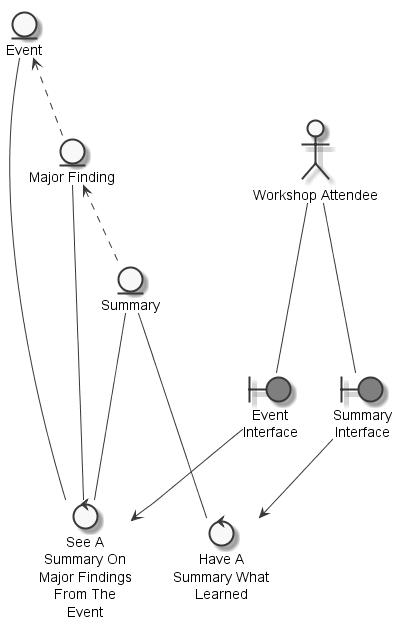 Event
Major Finding
Workshop Attendee
Summary
Event
Interface
Summary
Interface
See A
Summary On
Major Findings
From The
Event
Have A
Summary What
Learned